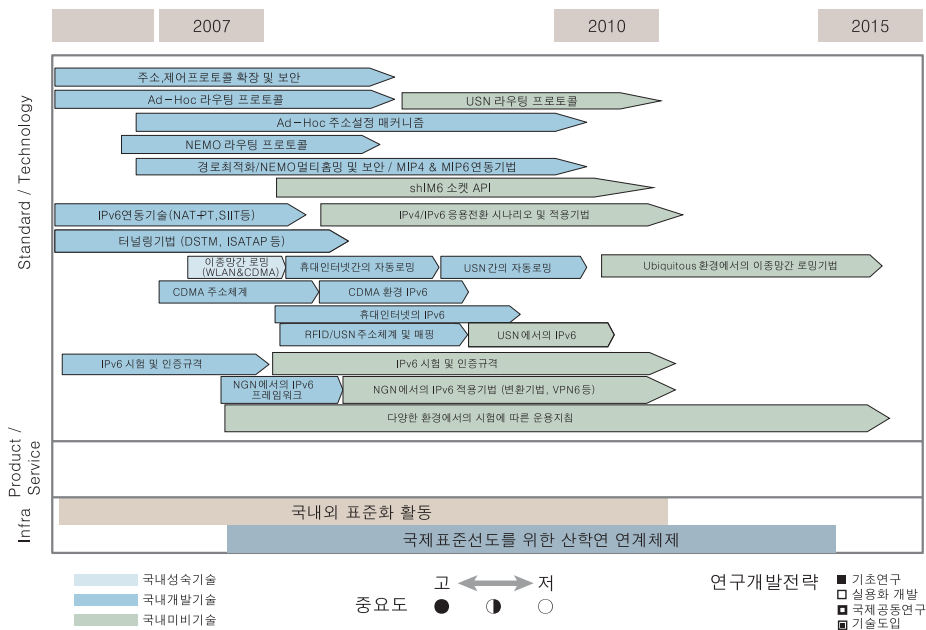 2007
2010
2015
Standard / Technology
주소,제어프로토콜 확장 및 보안
Ad-Hoc 라우팅 프로토콜
USN 라우팅 프로토콜
Ad-Hoc 주소설정 매커니즘
NEMO 라우팅 프로토콜
경로최적화/NEMO멀티홈밍 및 보안 / MIP4 & MIP6연동기법
shIM6 소켓 API
IPv6연동기술(NAT-PT,SIIT등)
IPv4/IPv6 응용전환 시나리오 및 적용기법
터널링기법 (DSTM, ISATAP 등)
이종망간 로밍
(WLAN&CDMA)
휴대인터넷간의 자동로밍
USN 간의 자동로밍
Ubiquitous 환경에서의 이종망간 로밍기법
CDMA 주소체계
CDMA 환경 IPv6
휴대인터넷의 IPv6
RFID/USN 주소체계 및 매핑
USN 에서의 IPv6
IPv6 시험 및 인증규격
IPv6 시험 및 인증규격
NGN 에서의 IPv6
프레임워크
NGN 에서의 IPv6 적용기법 (변환기법, VPN6등)
다양한 환경에서의 시험에 따른 운용지침
Product /
Service
Infra
국내외 표준화 활동
국제표준선도를 위한 산학연 연계체제
국내성숙기술
국내개발기술
국내미비기술
고
저
중요도
연구개발전략
기초연구
실용화 개발
국제공동연구
기술도입